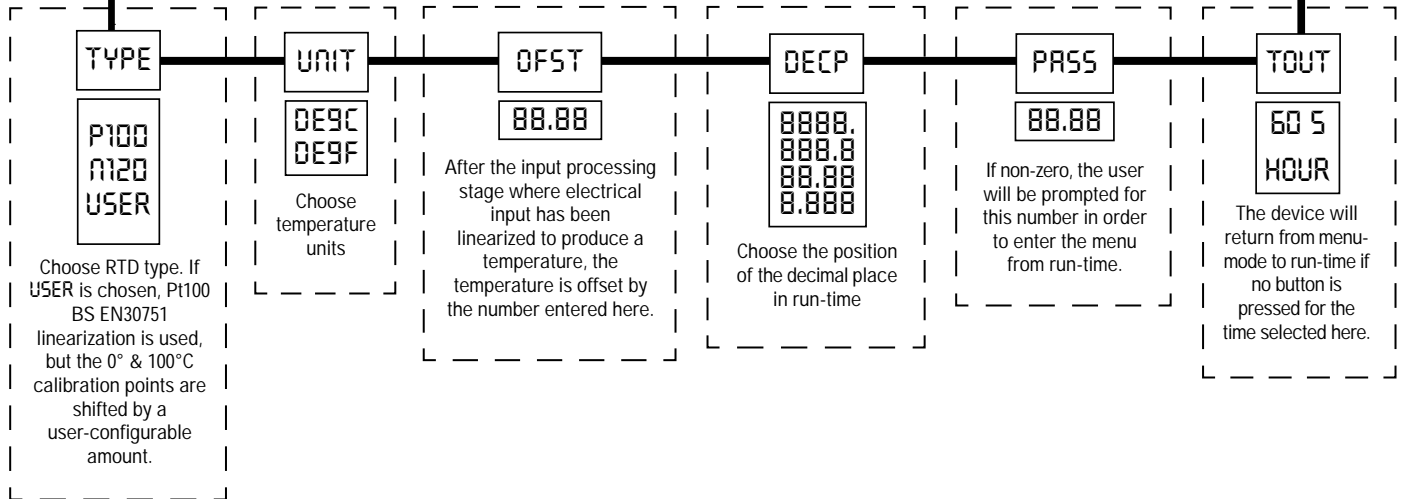 TYPE
P100
N120
USER
Choose RTD type. If
USER is chosen, Pt100
BS EN30751
linearization is used,
but the 0° & 100°C
calibration points are
shifted by a
user-configurable
amount.
UNIT
DEGC
DEGF
Choose
temperature
units
OFST
88.88
After the input processing
stage where electrical
input has been
linearized to produce a
temperature, the
temperature is offset by
the number entered here.
DECP
8888.
888.8
88.88
8.888
Choose the position
of the decimal place
in run-time
PASS
88.88
If non-zero, the user
will be prompted for
this number in order
to enter the menu
from run-time.
TOUT
60 S
HOUR
The device will
return from menu-
mode to run-time if
no button is
pressed for the
time selected here.